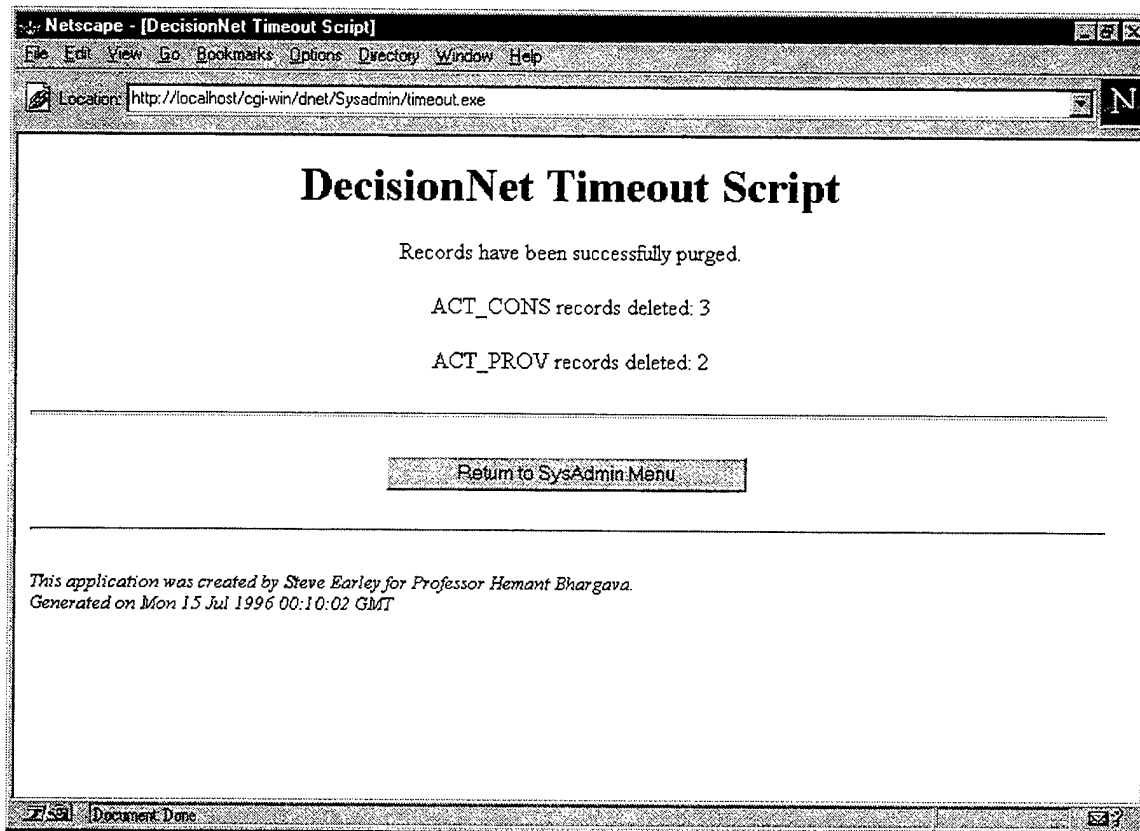 Netscape - [DecisionNet Timeout Script]
File Edit View Go Bookmarks Options Directory Window Help
Location: http://localhost/cgi-win/dnet/Sysadmin/timeout.exe
N
DecisionNet Timeout Script
Records have been successfully purged.
ACT_CONS records deleted: 3
ACT_PROV records deleted: 2
Return to SysAdmin Menu
This application was created by Steve Earley for Professor Hemant Bhargava.
Generated on Mon 15 Jul 1996 00:10:02 GMT
Document: Done
?